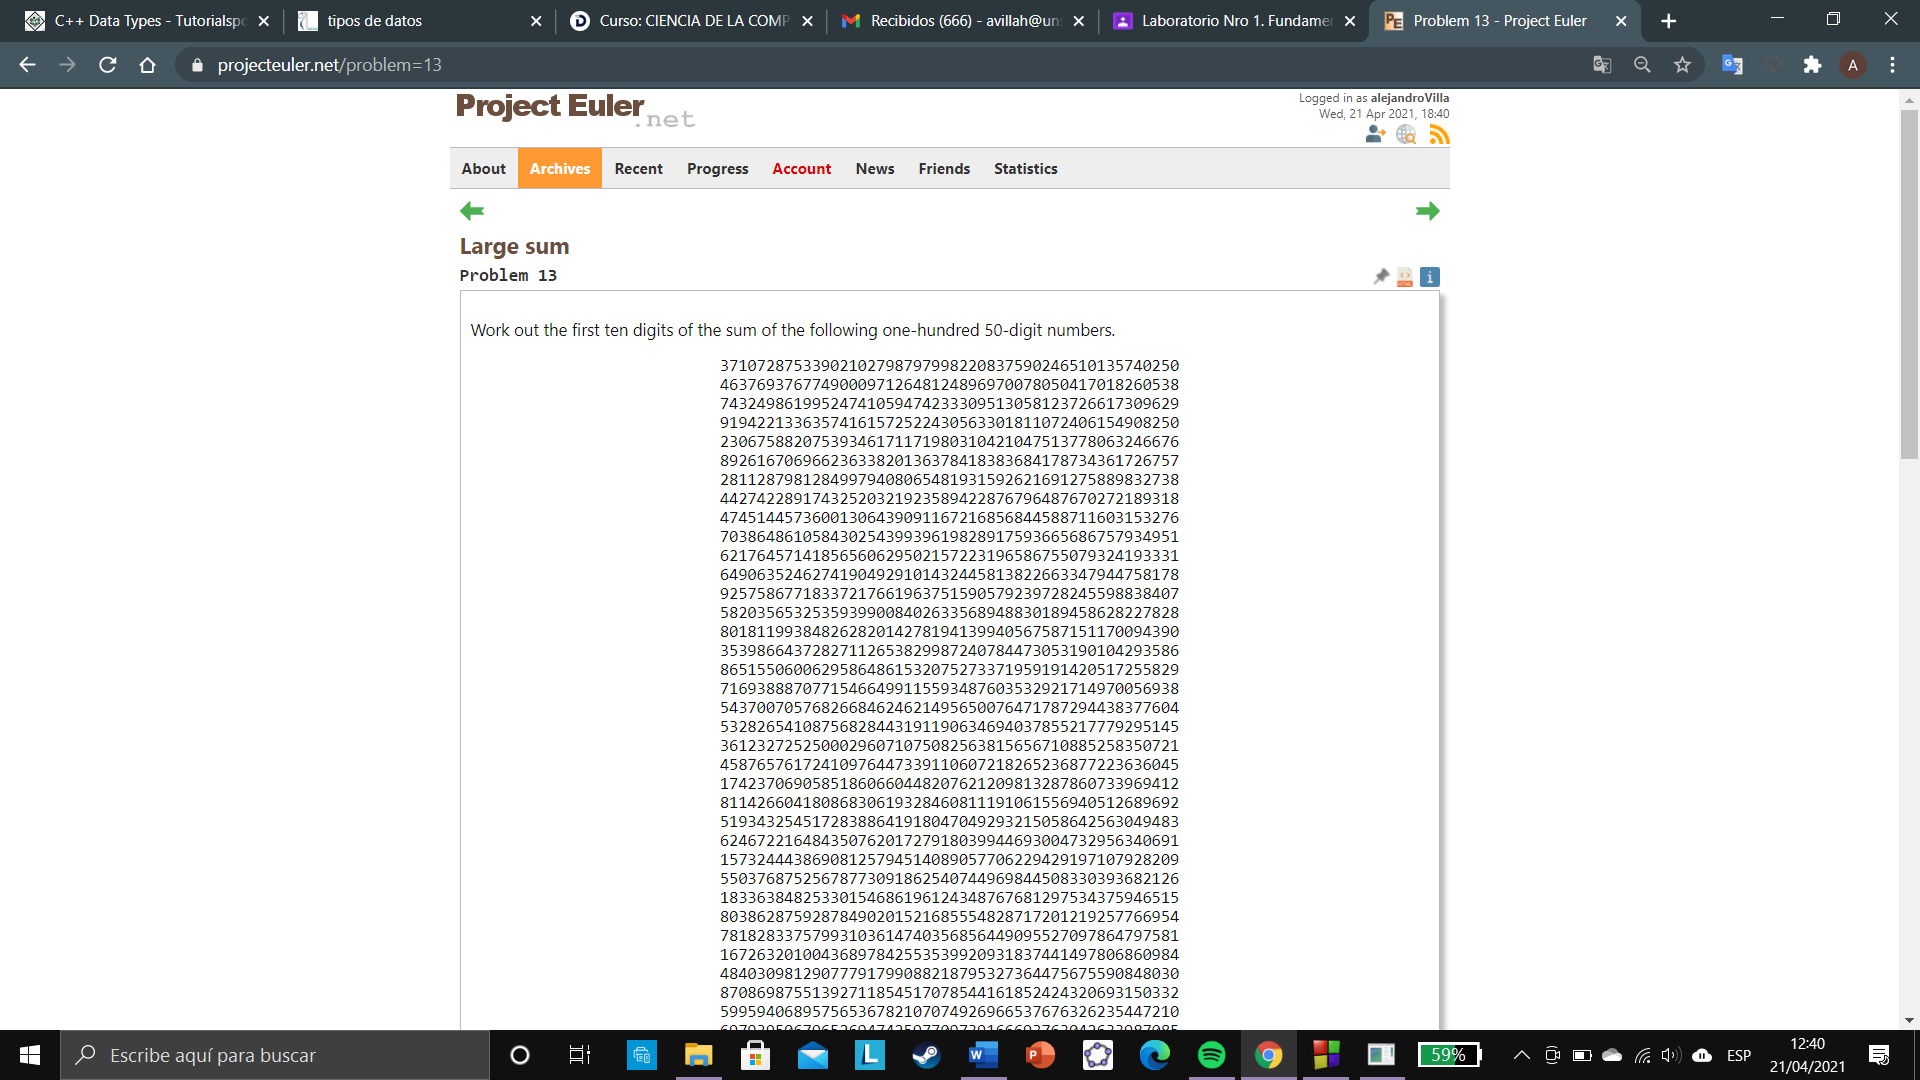 C++ Data Types - Tutorialspo
tipos de datos
Curso: CIENCIA DE LA COMP
Recibidos (666) - avillah@uns
Laboratorio Nro 1. Fundamen
Problem 13 - Project Euler
projecteuler.net/problem=13
A
Project Euler
.net
Logged in as alejandroVilla
Wed, 21 Apr 2021, 18:40
About Archives Recent Progress Account News Friends Statistics
Large sum
Problem 13
Work out the first ten digits of the sum of the following one-hundred 50-digit numbers.
37107287533902102798797998220837590246510135740250
46376937677490009712648124896970078050417018260538
74324986199524741059474233309513058123726617309629
91942213363574161572522430563301811072406154908250
23067588207539346171171980310421047513778063246676
89261670696623633820136378418383684178734361726757
28112879812849979408065481931592621691275889832738
44274228917432520321923589422876796487670272189318
47451445736001306439091167216856844588711603153276
70386486105843025439939619828917593665686757934951
62176457141856560629502157223196586755079324193331
64906352462741904929101432445813822663347944758178
92575867718337217661963751590579239728245598838407
58203565325359399008402633568948830189458628227828
80181199384826282014278194139940567587151170094390
35398664372827112653829987240784473053190104293586
86515506006295864861532075273371959191420517255829
71693888707715466499115593487603532921714970056938
54370070576826684624621495650076471787294438377604
53282654108756828443191190634694037855217779295145
36123272525000296071075082563815656710885258350721
45876576172410976447339110607218265236877223636045
17423706905851860660448207621209813287860733969412
81142660418086830619328460811191061556940512689692
51934325451728388641918047049293215058642563049483
62467221648435076201727918039944693004732956340691
15732444386908125794514089057706229429197107928209
55037687525678773091862540744969844508330393682126
18336384825330154686196124348767681297534375946515
80386287592878490201521685554828717201219257766954
78182833757993103614740356856449095527097864797581
16726320100436897842553539920931837441497806860984
48403098129077791799088218795327364475675590848030
87086987551392711854517078544161852424320693150332
59959406895756536782107074926966537676326235447210
69793950679652694742597709739166693763042633987085
Escribe aquí para buscar
59%
ESP
12:40
21/04/2021